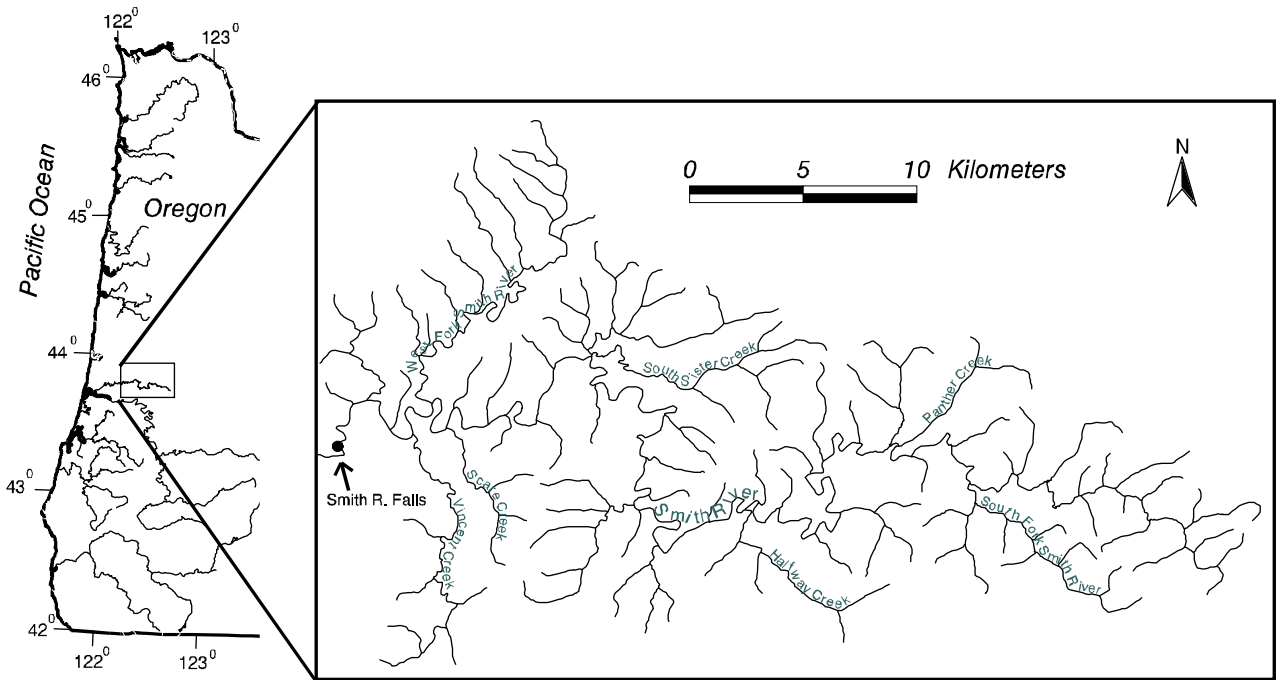 122⁰
123⁰
46⁰
Pacific Ocean
Oregon
45⁰
44⁰
43⁰
42⁰
122⁰
123⁰
0 5 10 Kilometers
N
West Fork Smith River
South Sister Creek
Panther Creek
Smith R. Falls
Scare Creek
Vincent Creek
Smith River
Halfway Creek
South Fork Smith River